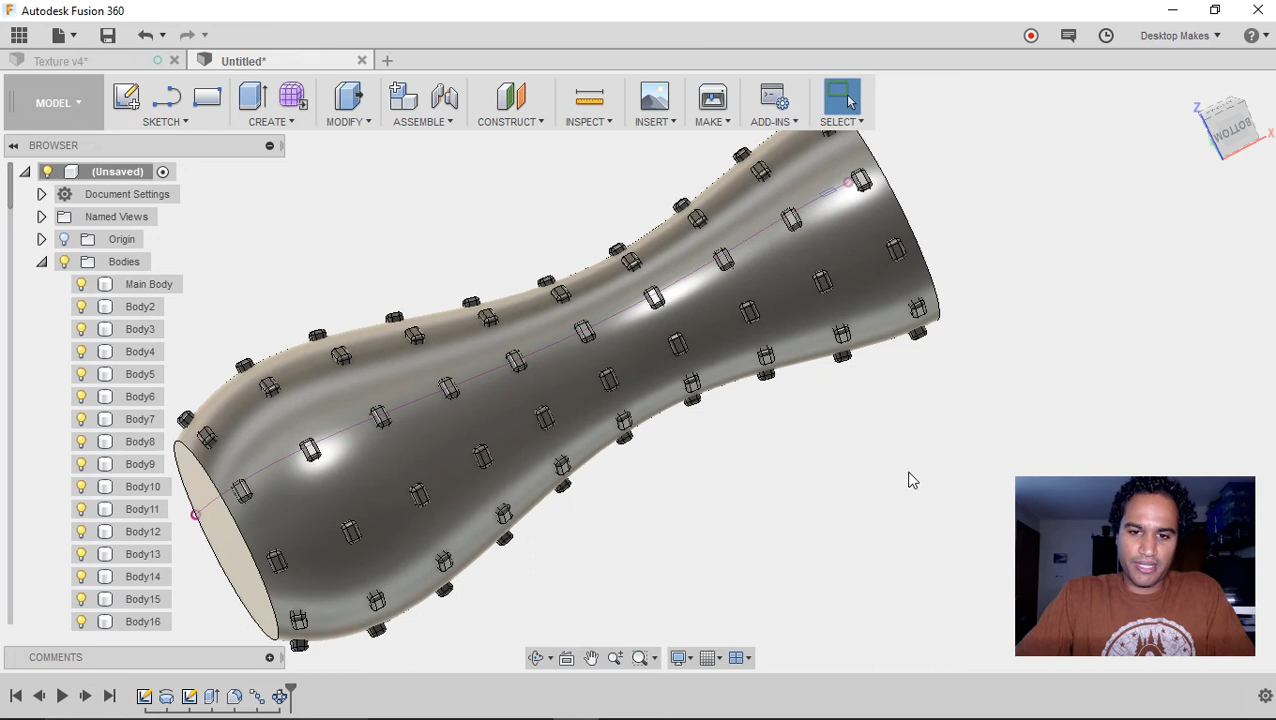 Autodesk Fusion 360
Desktop Makes
Texture v4*
Untitled*
MODEL
SKETCH
CREATE
MODIFY
ASSEMBLE
CONSTRUCT
INSPECT
INSERT
MAKE
ADD-INS
SELECT
BROWSER
Z
BOTTOM
X
(Unsaved)
Document Settings
Named Views
Origin
Bodies
Main Body
Body2
Body3
Body4
Body5
Body6
Body7
Body8
Body9
Body10
Body11
Body12
Body13
Body14
Body15
Body16
COMMENTS